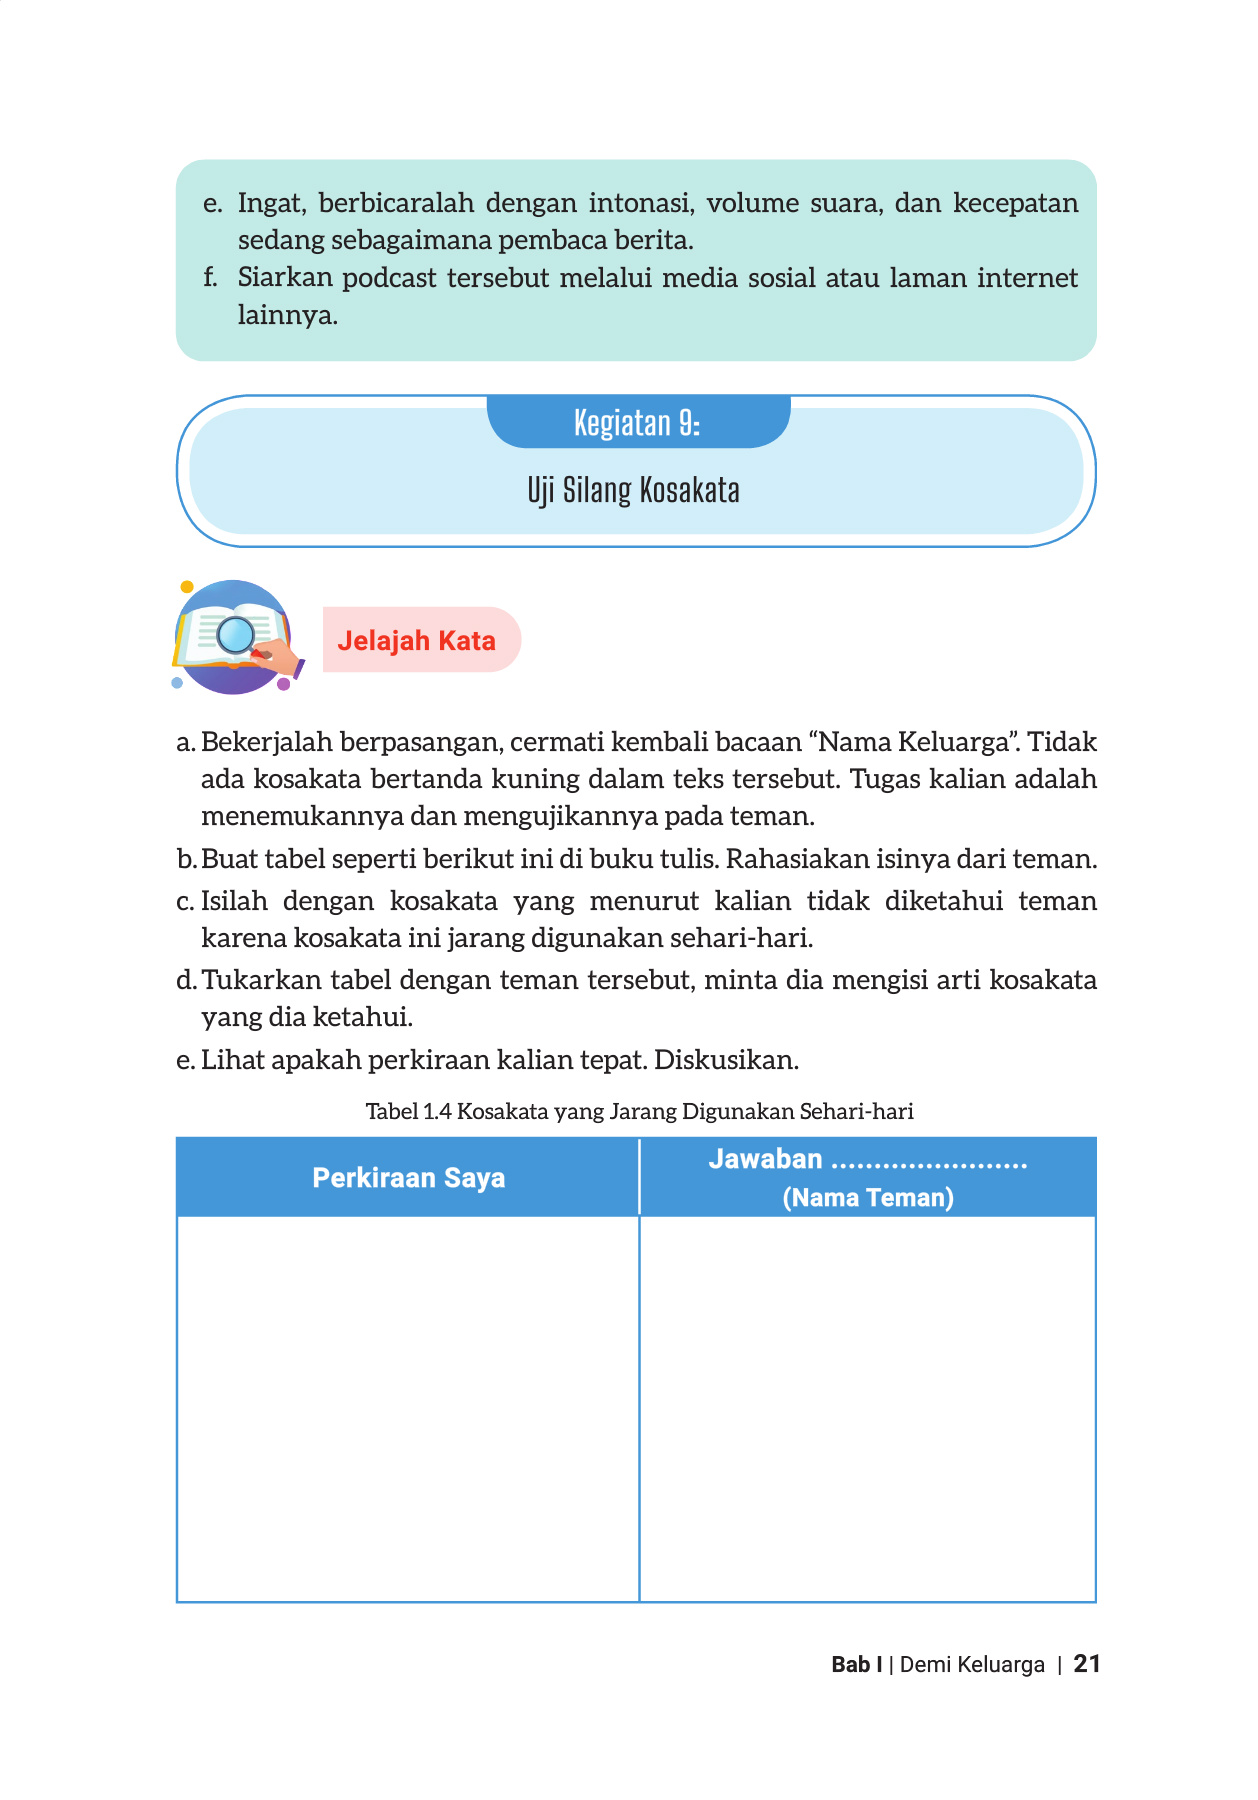 e. Ingat, berbicaralah dengan intonasi, volume suara, dan kecepatan
sedang sebagaimana pembaca berita.
f. Siarkan podcast tersebut melalui media sosial atau laman internet
lainnya.
Kegiatan 9:
Uji Silang Kosakata
Jelajah Kata
a. Bekerjalah berpasangan, cermati kembali bacaan “Nama Keluarga”. Tidak
ada kosakata bertanda kuning dalam teks tersebut. Tugas kalian adalah
menemukannya dan mengujikannya pada teman.
b. Buat tabel seperti berikut ini di buku tulis. Rahasiakan isinya dari teman.
c. Isilah dengan kosakata yang menurut kalian tidak diketahui teman
karena kosakata ini jarang digunakan sehari-hari.
d. Tukarkan tabel dengan teman tersebut, minta dia mengisi arti kosakata
yang dia ketahui.
e. Lihat apakah perkiraan kalian tepat. Diskusikan.
Tabel 1.4 Kosakata yang Jarang Digunakan Sehari-hari
Perkiraan Saya
Jawaban .......................
(Nama Teman)
Bab I | Demi Keluarga | 21